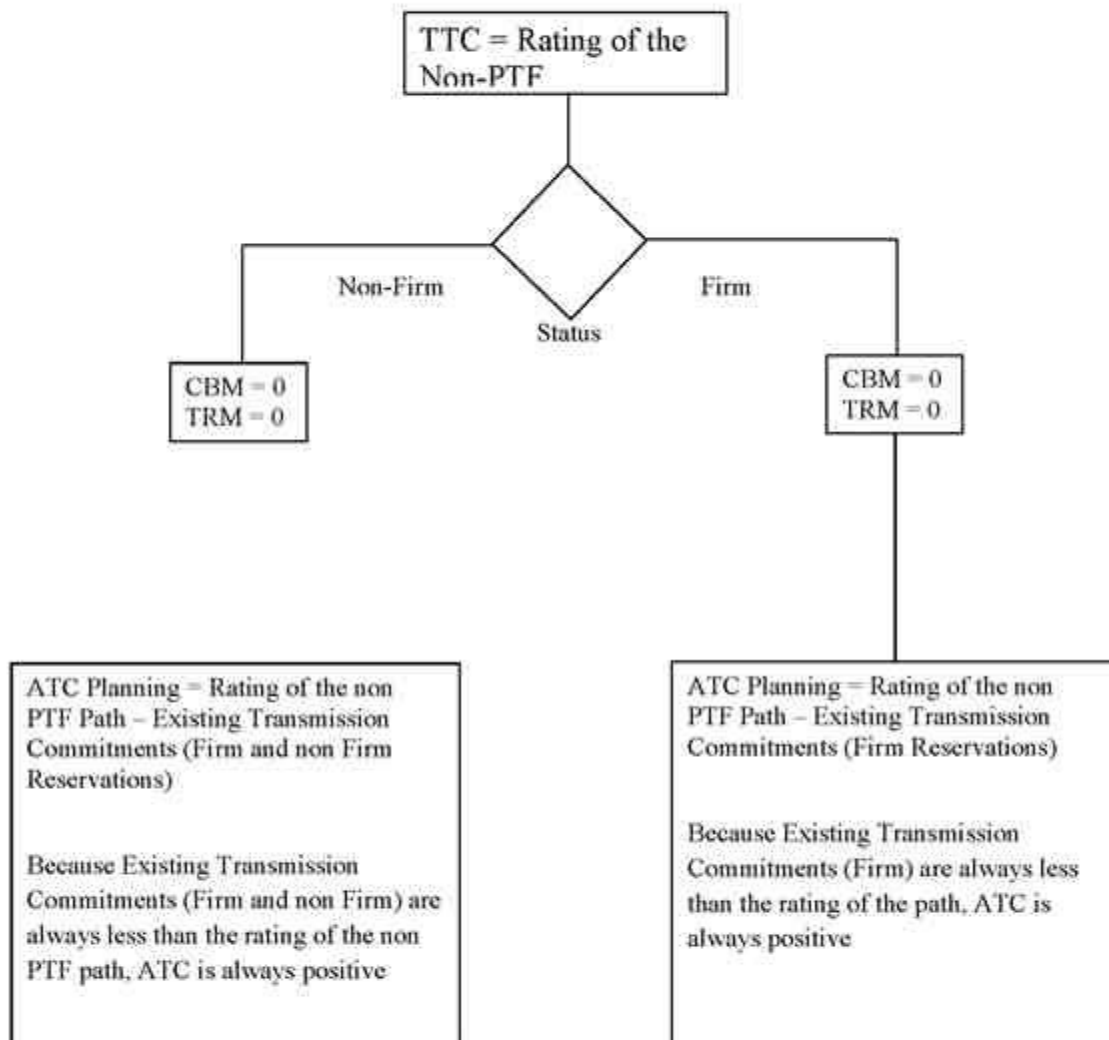 TTC = Rating of the
Non-PTF
Non-Firm
Firm
Status
CBM = 0
TRM = 0
CBM = 0
TRM = 0
ATC Planning = Rating of the non
PTF Path – Existing Transmission
Commitments (Firm and non Firm
Reservations)
Because Existing Transmission
Commitments (Firm and non Firm) are
always less than the rating of the non
PTF path, ATC is always positive
ATC Planning = Rating of the non
PTF Path – Existing Transmission
Commitments (Firm Reservations)
Because Existing Transmission
Commitments (Firm) are always less
than the rating of the path, ATC is
always positive